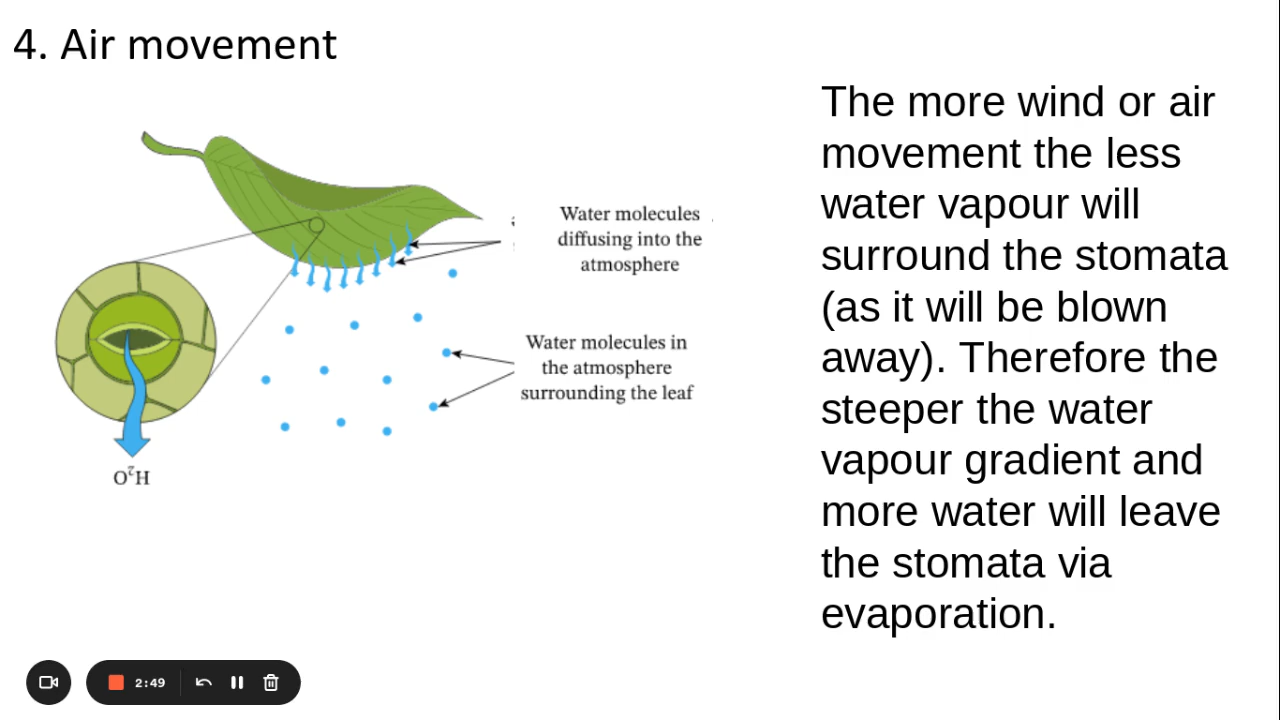 4. Air movement
The more wind or air
movement the less
water vapour will
surround the stomata
(as it will be blown
away). Therefore the
steeper the water
vapour gradient and
more water will leave
the stomata via
evaporation.
Water molecules
diffusing into the
atmosphere
Water molecules in
the atmosphere
surrounding the leaf
O²H
2:49